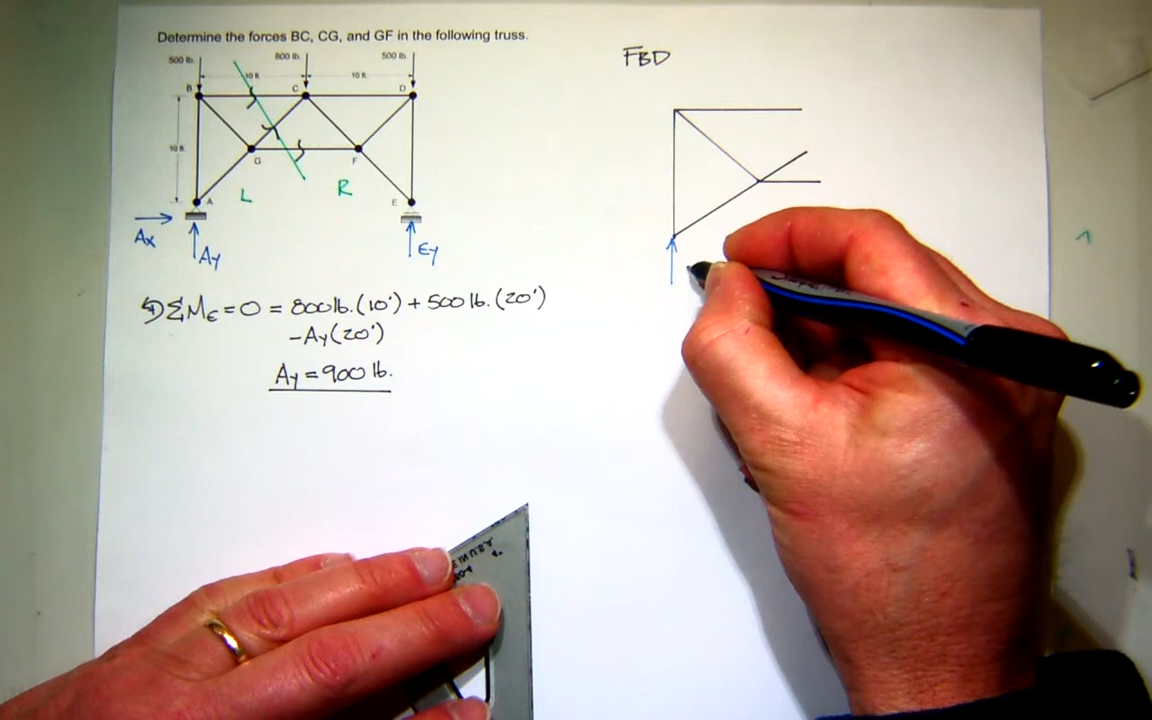 Determine the forces BC, CG, and GF in the following truss.
500 lb. 800 lb. 500 lb.
10 ft. 10 ft.
B C D
10 ft.
G F
L R
A E
Ax Ay Ey
ΣM_E = 0 = 800 lb. (10') + 500 lb. (20')
- Ay (20')
Ay = 900 lb.
FBD